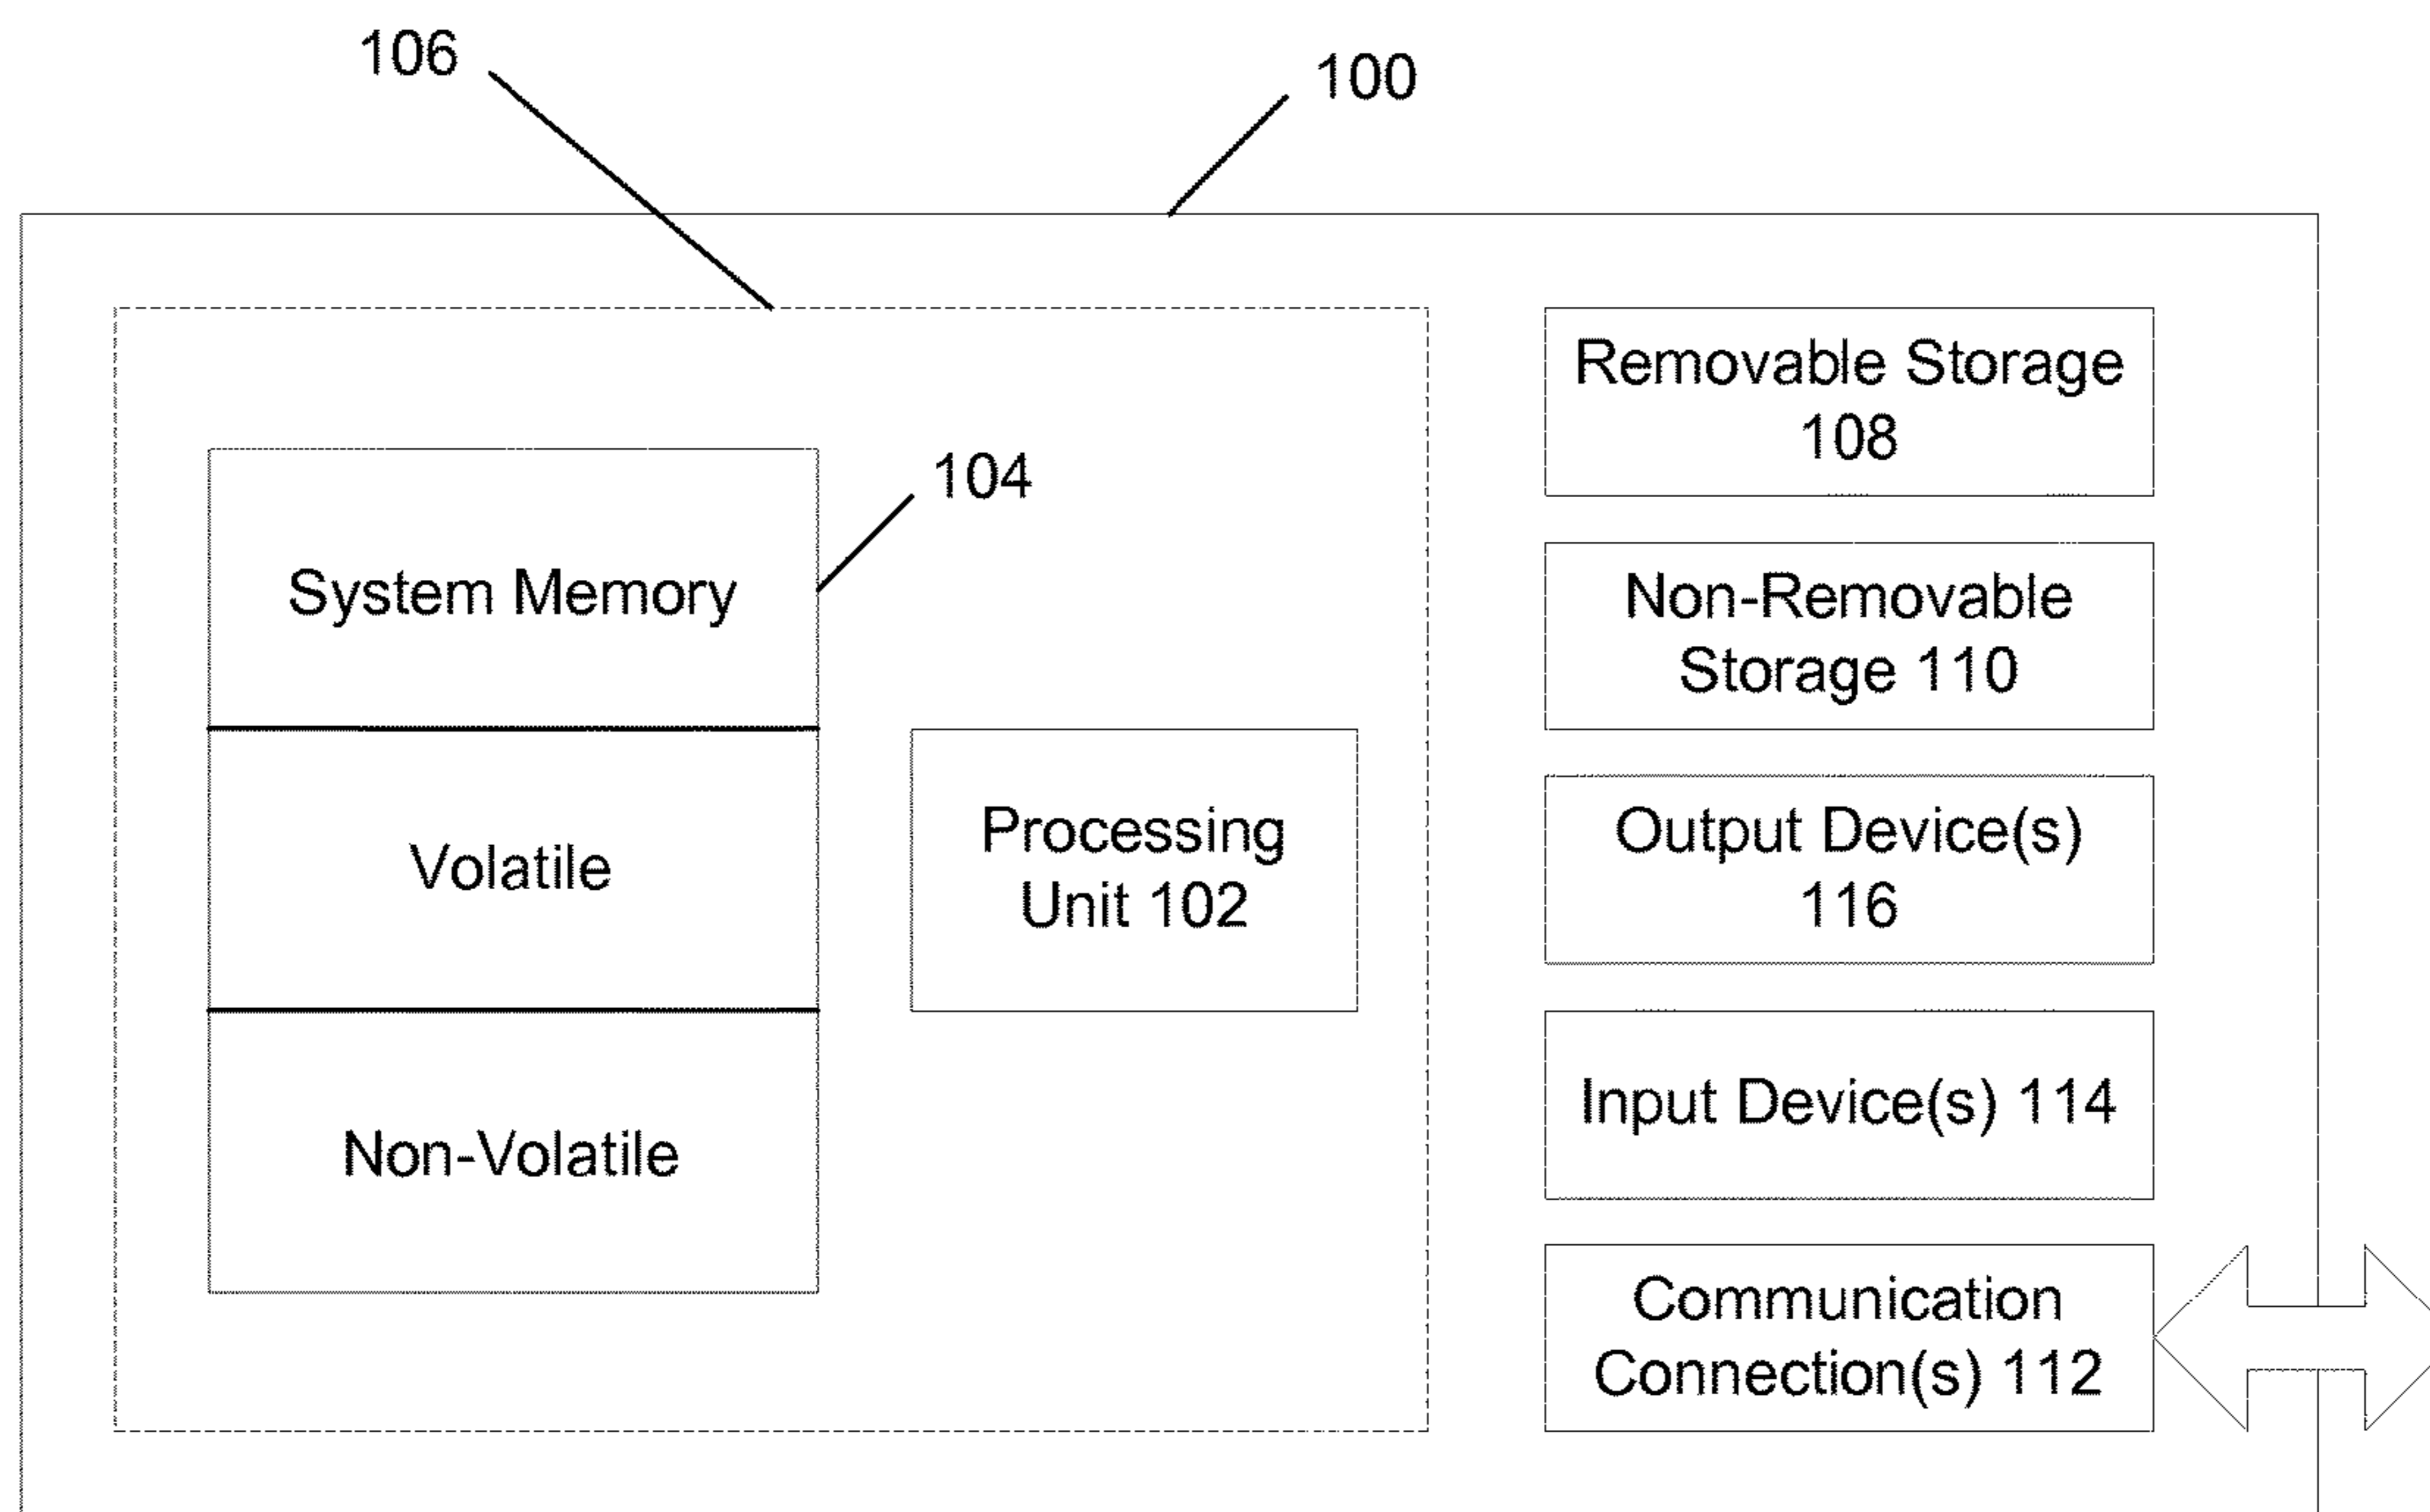 106
100
104
System Memory
Volatile
Non-Volatile
Processing
Unit 102
Removable Storage
108
Non-Removable
Storage 110
Output Device(s)
116
Input Device(s) 114
Communication
Connection(s) 112